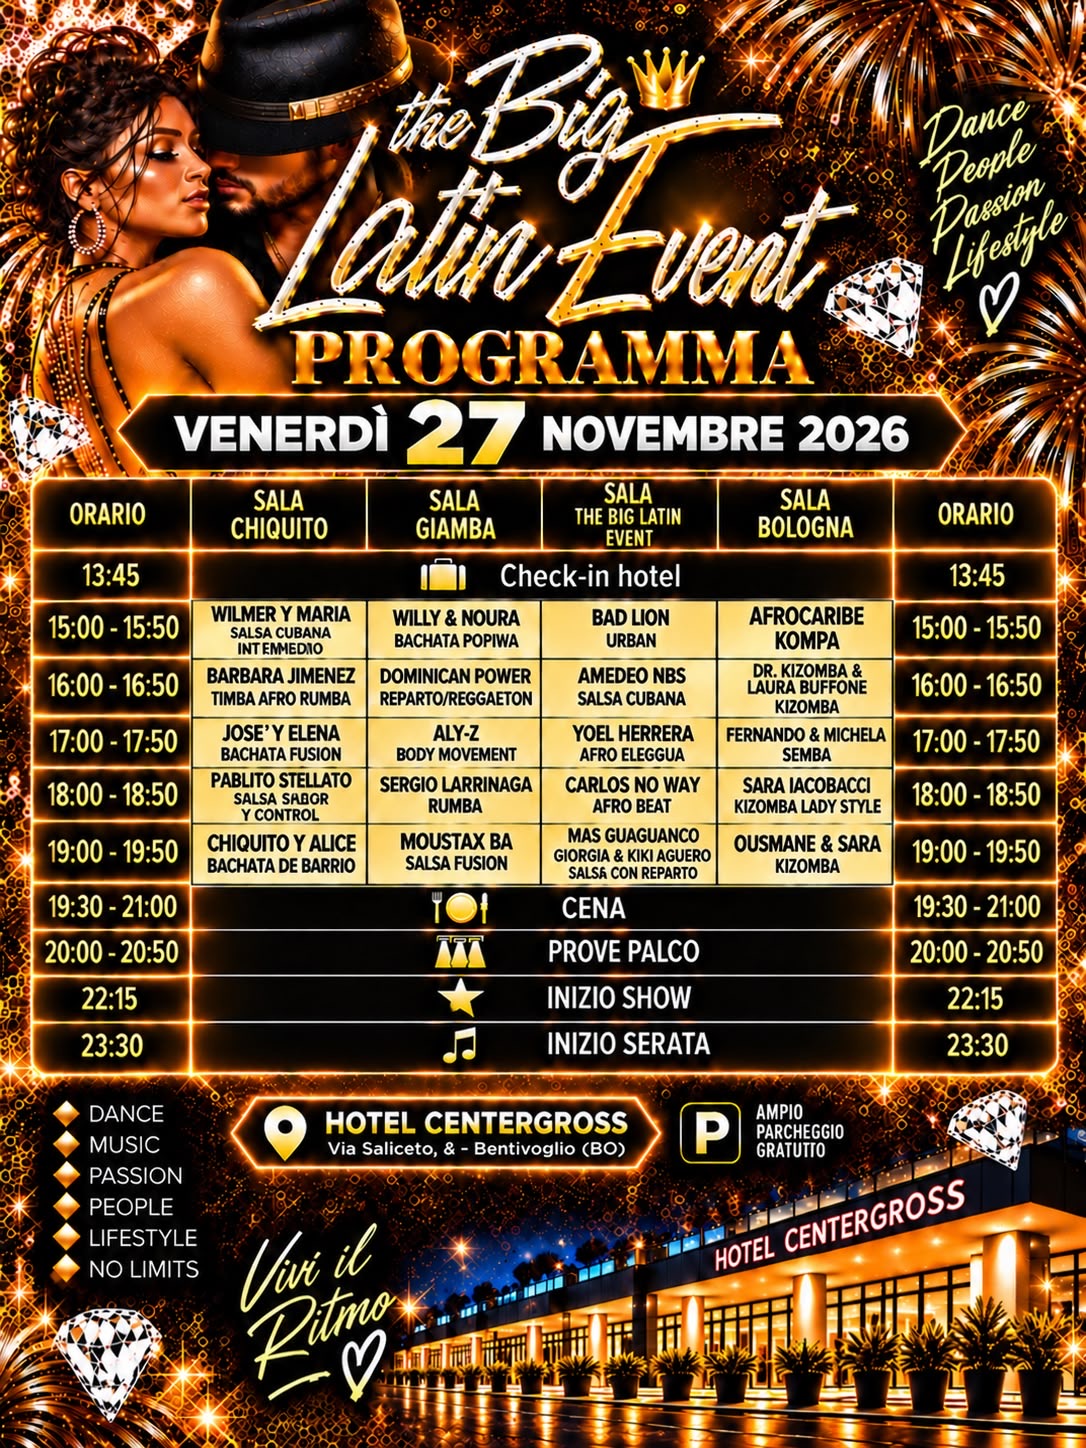 the Big
Latin Event
Dance
People
Passion
Lifestyle
PROGRAMMA
VENERDÌ 27 NOVEMBRE 2026
ORARIO
SALA
CHIQUITO
SALA
GIAMBA
SALA
THE BIG LATIN
EVENT
SALA
BOLOGNA
ORARIO
13:45
Check-in hotel
13:45
15:00 - 15:50
WILMER Y MARIA
SALSA CUBANA
INT EMMEDIO
WILLY & NOURA
BACHATA POPIWA
BAD LION
URBAN
AFROCARIBE
KOMPA
15:00 - 15:50
16:00 - 16:50
BARBARA JIMENEZ
TIMBA AFRO RUMBA
DOMINICAN POWER
REPARTO/REGGAETON
AMEDEO NBS
SALSA CUBANA
DR. KIZOMBA &
LAURA BUFFONE
KIZOMBA
16:00 - 16:50
17:00 - 17:50
JOSE' Y ELENA
BACHATA FUSION
ALY-Z
BODY MOVEMENT
YOEL HERRERA
AFRO ELEGGUA
FERNANDO & MICHELA
SEMBA
17:00 - 17:50
18:00 - 18:50
PABLITO STELLATO
SALSA SABOR
Y CONTROL
SERGIO LARRINAGA
RUMBA
CARLOS NO WAY
AFRO BEAT
SARA IACOBACCI
KIZOMBA LADY STYLE
18:00 - 18:50
19:00 - 19:50
CHIQUITO Y ALICE
BACHATA DE BARRIO
MOUSTAX BA
SALSA FUSION
MAS GUAGUANCO
GIORGIA & KIKI AGUERO
SALSA CON REPARTO
OUSMANE & SARA
KIZOMBA
19:00 - 19:50
19:30 - 21:00
CENA
19:30 - 21:00
20:00 - 20:50
PROVE PALCO
20:00 - 20:50
22:15
INIZIO SHOW
22:15
23:30
INIZIO SERATA
23:30
DANCE
MUSIC
PASSION
PEOPLE
LIFESTYLE
NO LIMITS
HOTEL CENTERGROSS
Via Saliceto, & - Bentivoglio (BO)
P
AMPIO
PARCHEGGIO
GRATUITO
Vivi il
Ritmo
HOTEL CENTERGROSS